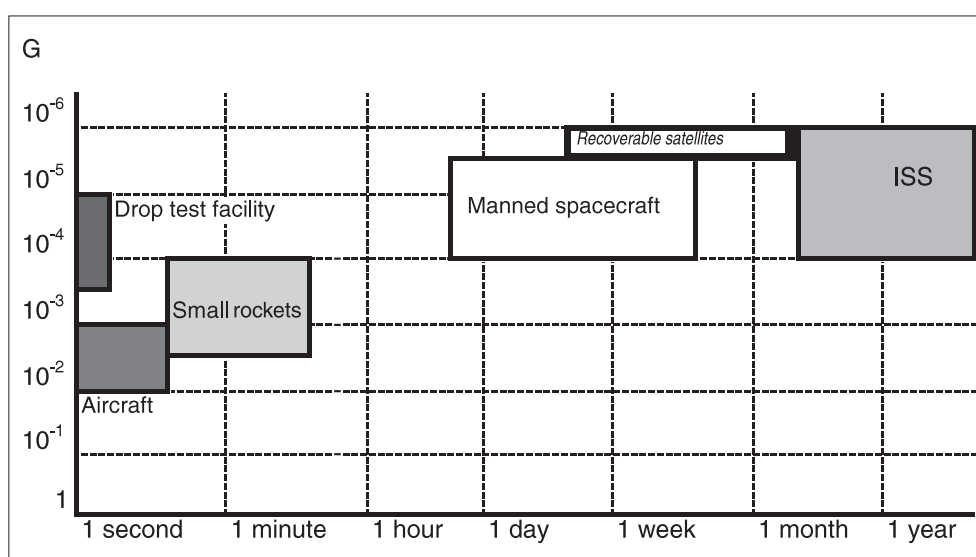 G
10⁻⁶
Recoverable satellites
10⁻⁵
ISS
Manned spacecraft
Drop test facility
10⁻⁴
10⁻³
Small rockets
10⁻²
Aircraft
10⁻¹
1
1 second 1 minute 1 hour 1 day 1 week 1 month 1 year